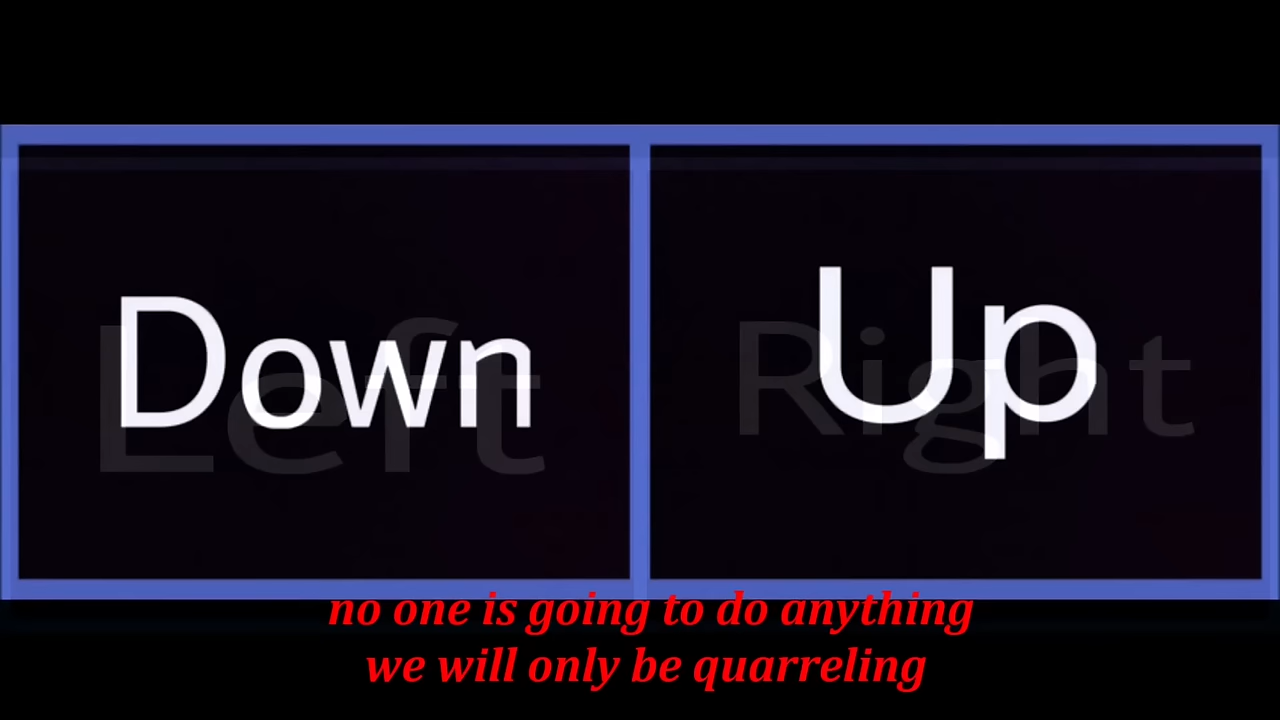 Down Up
Left Right
no one is going to do anything
we will only be quarreling